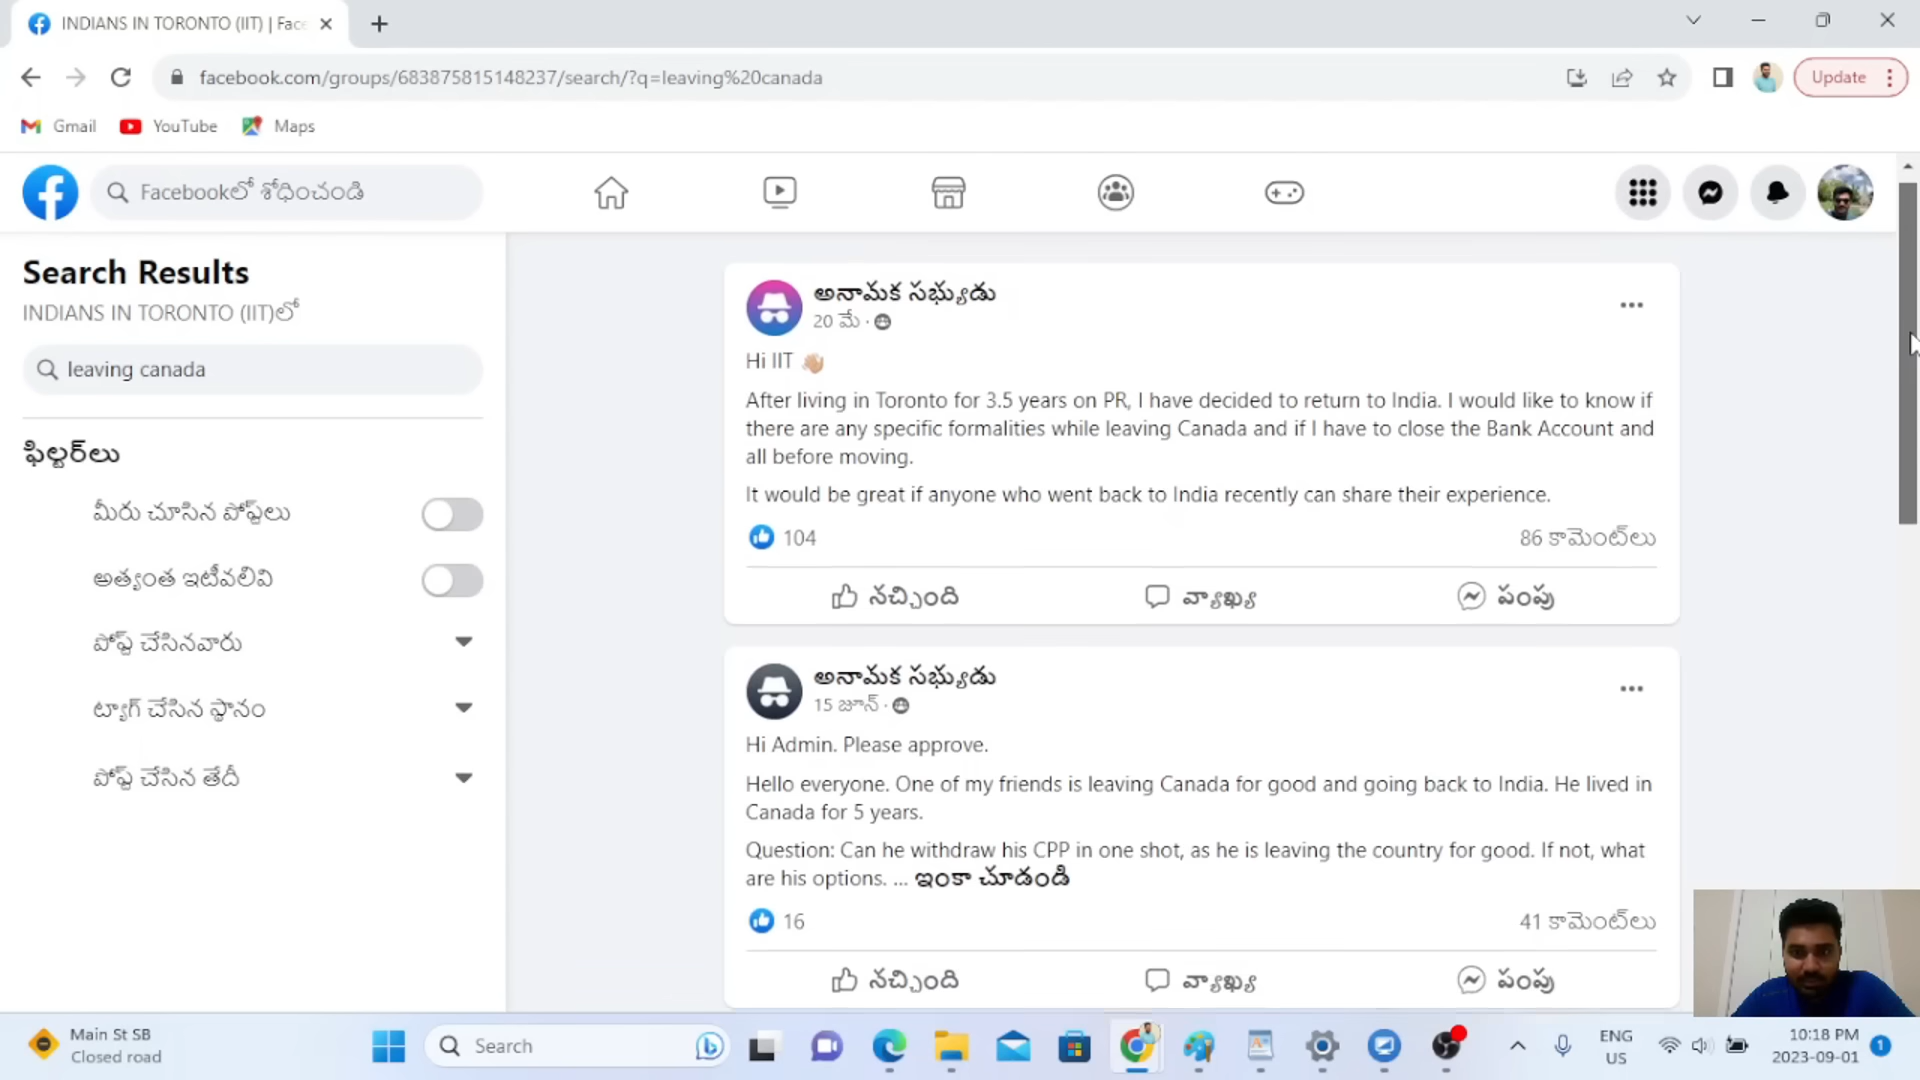 INDIANS IN TORONTO (IIT) | Face
facebook.com/groups/683875815148237/search/?q=leaving%20canada
Update
Gmail
YouTube
Maps
Facebookలో శోధించండి
Search Results
INDIANS IN TORONTO (IIT)లో
leaving canada
ఫిల్టర్‌లు
మీరు చూసిన పోస్ట్‌లు
అత్యంత ఇటీవలివి
పోస్ట్ చేసినవారు
ట్యాగ్ చేసిన స్థానం
పోస్ట్ చేసిన తేదీ
అనామక సభ్యుడు
20 మే ·
Hi IIT 👋🏼
After living in Toronto for 3.5 years on PR, I have decided to return to India. I would like to know if
there are any specific formalities while leaving Canada and if I have to close the Bank Account and
all before moving.
It would be great if anyone who went back to India recently can share their experience.
104
86 కామెంట్‌లు
నచ్చింది
వ్యాఖ్య
పంపు
అనామక సభ్యుడు
15 జూన్ ·
Hi Admin. Please approve.
Hello everyone. One of my friends is leaving Canada for good and going back to India. He lived in
Canada for 5 years.
Question: Can he withdraw his CPP in one shot, as he is leaving the country for good. If not, what
are his options. ... ఇంకా చూడండి
16
41 కామెంట్‌లు
నచ్చింది
వ్యాఖ్య
పంపు
Main St SB
Closed road
Search
ENG
US
10:18 PM
2023-09-01
1